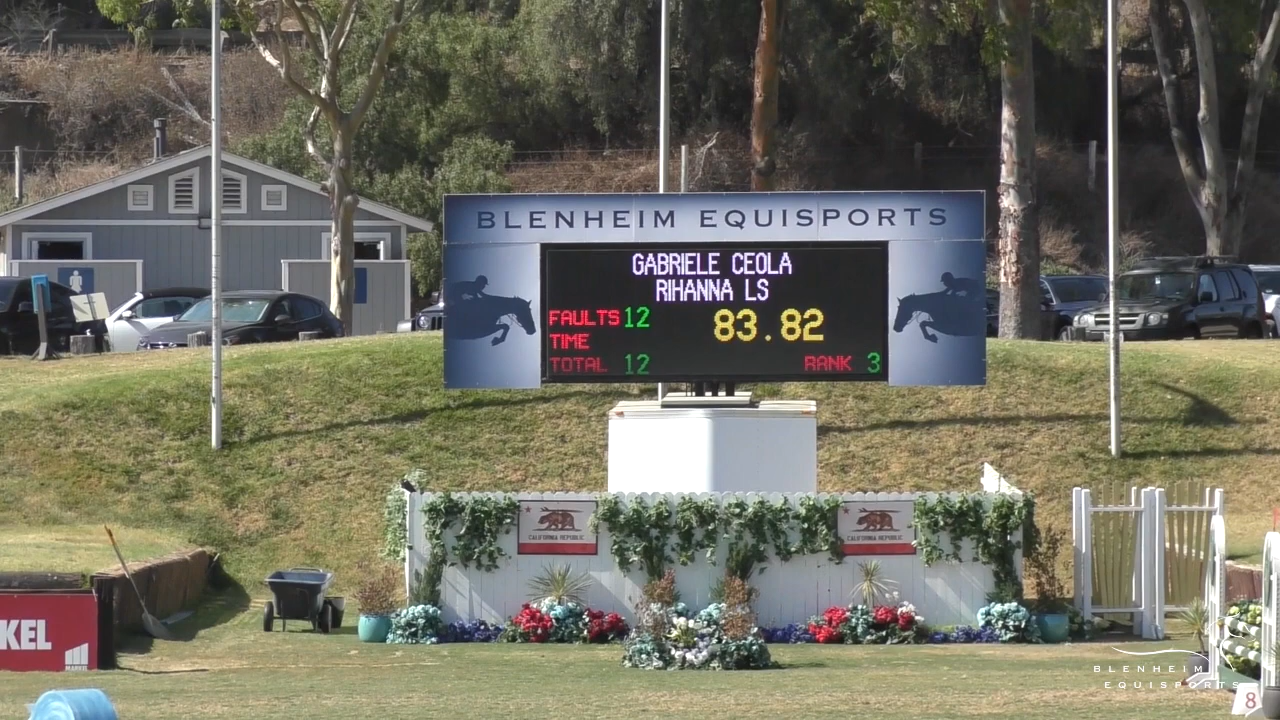 BLENHEIM EQUISPORTS
GABRIELE CEOLA
RIHANNA LS
FAULTS 12
83.82
TIME
TOTAL 12
RANK 3
CALIFORNIA REPUBLIC
CALIFORNIA REPUBLIC
KEL
MARKEL
BLENHEIM
EQUISPORTS
8